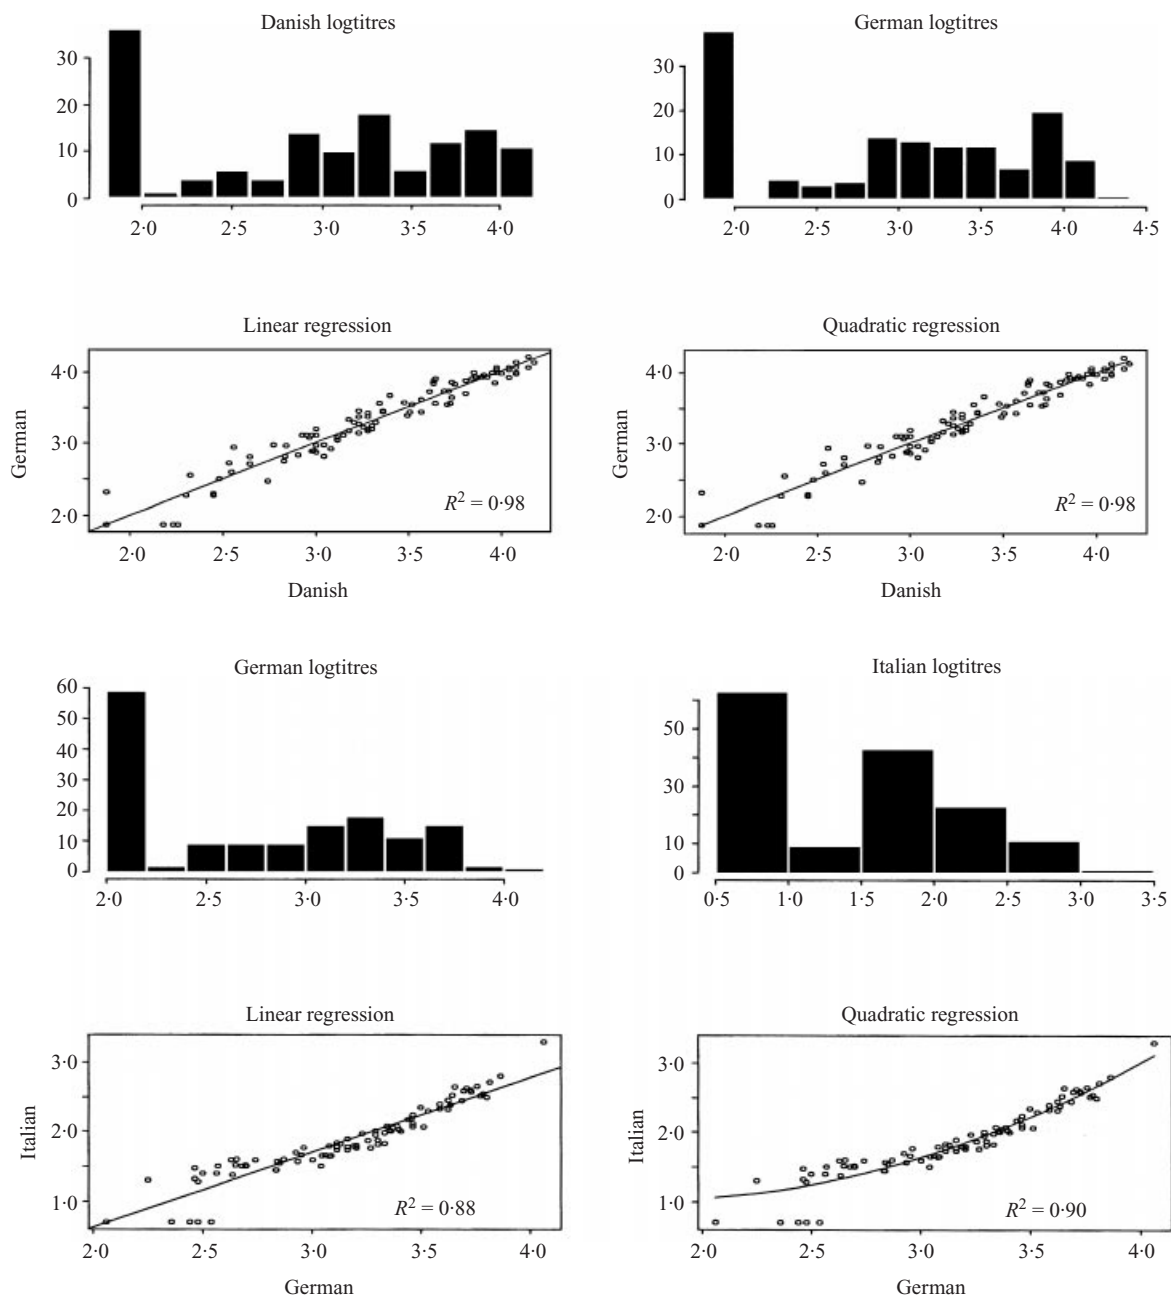 Danish logtitres
German logtitres
30
20
10
0
2·0 2·5 3·0 3·5 4·0
30
20
10
0
2·0 2·5 3·0 3·5 4·0 4·5
Linear regression
Quadratic regression
German
4·0
3·0
2·0
R² = 0·98
2·0 2·5 3·0 3·5 4·0
Danish
German
4·0
3·0
2·0
R² = 0·98
2·0 2·5 3·0 3·5 4·0
Danish
German logtitres
Italian logtitres
60
50
40
30
20
10
0
2·0 2·5 3·0 3·5 4·0
50
30
10
0
0·5 1·0 1·5 2·0 2·5 3·0 3·5
Linear regression
Quadratic regression
Italian
3·0
2·0
1·0
R² = 0·88
2·0 2·5 3·0 3·5 4·0
German
Italian
3·0
2·0
1·0
R² = 0·90
2·0 2·5 3·0 3·5 4·0
German